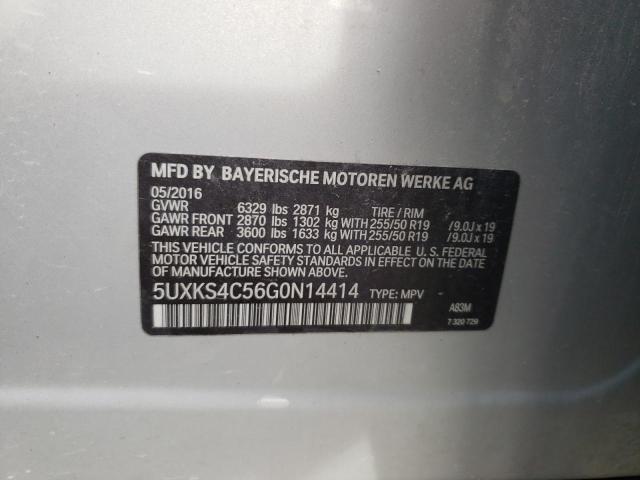 MFD BY BAYERISCHE MOTOREN WERKE AG
05/2016
GVWR 6329 lbs 2871 kg TIRE / RIM
GAWR FRONT 2870 lbs 1302 kg WITH 255/50 R19 / 9.0J x 19
GAWR REAR 3600 lbs 1633 kg WITH 255/50 R19 / 9.0J x 19
THIS VEHICLE CONFORMS TO ALL APPLICABLE U.S. FEDERAL
MOTOR VEHICLE SAFETY STANDARDS IN EFFECT ON THE
DATE OF MANUFACTURE SHOWN ABOVE.
5UXKS4C56G0N14414 TYPE: MPV
A83M
7 320 729